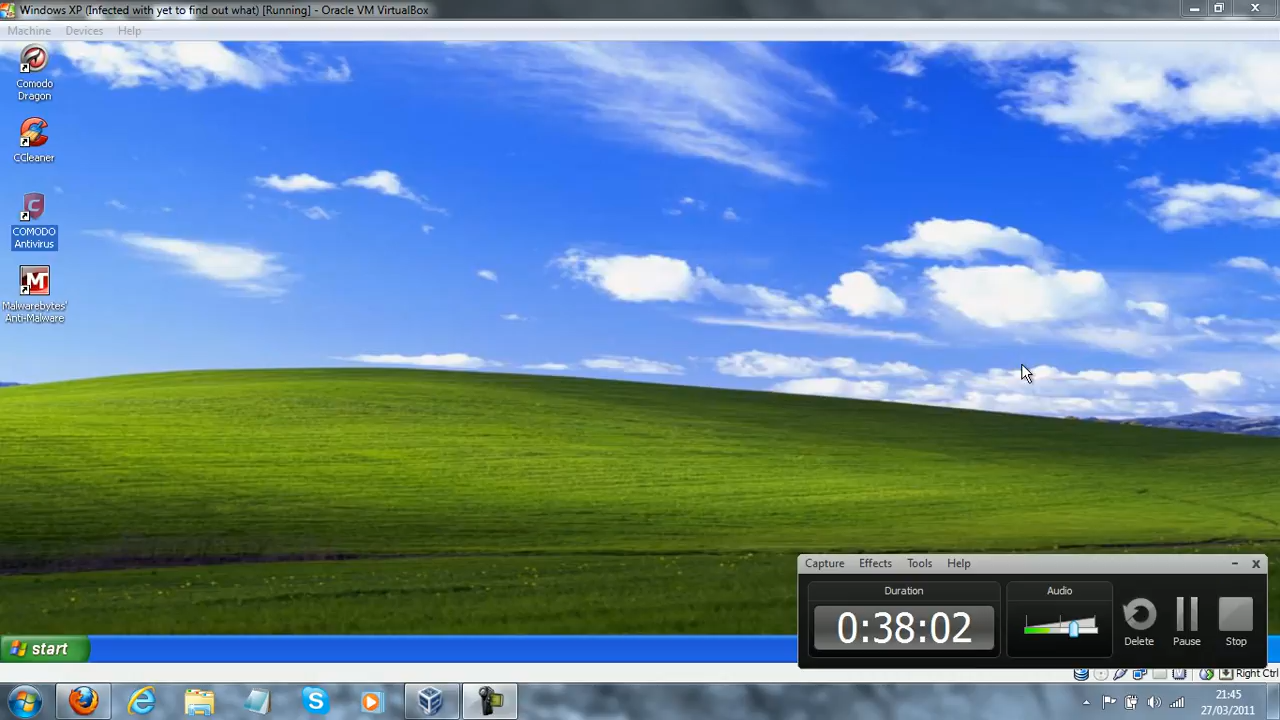 Windows XP (Infected with yet to find out what) [Running] - Oracle VM VirtualBox
Machine Devices Help
Comodo
Dragon
CCleaner
COMODO
Antivirus
Malwarebytes'
Anti-Malware
Capture Effects Tools Help
Duration
Audio
0:38:02
Delete
Pause
Stop
start
Right Ctrl
21:45
27/03/2011